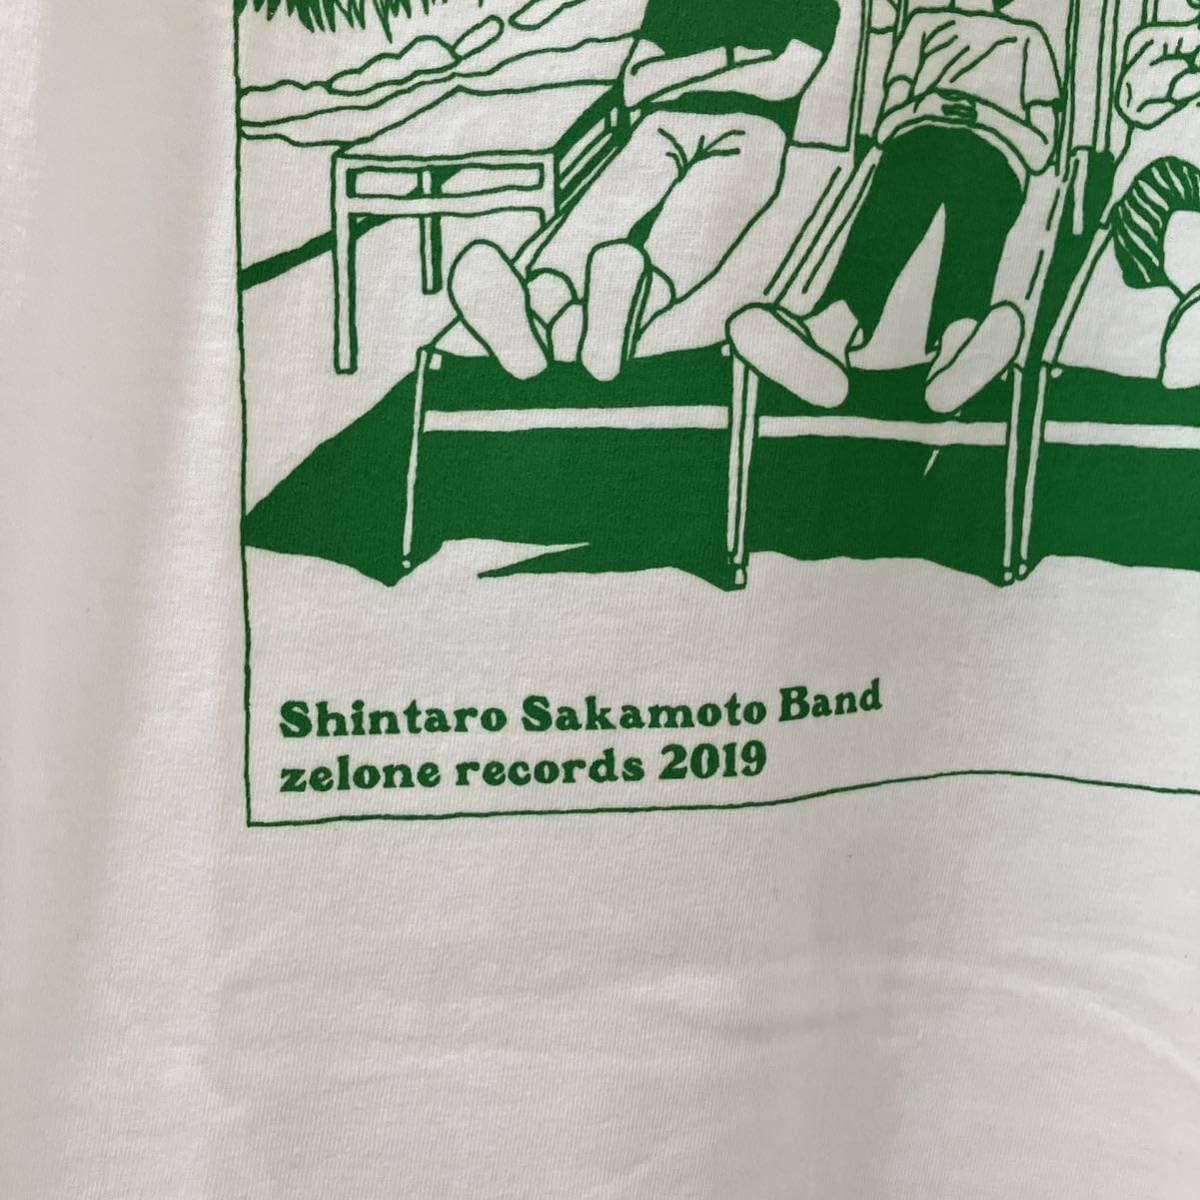 Shintaro Sakamoto Band
zelone records 2019